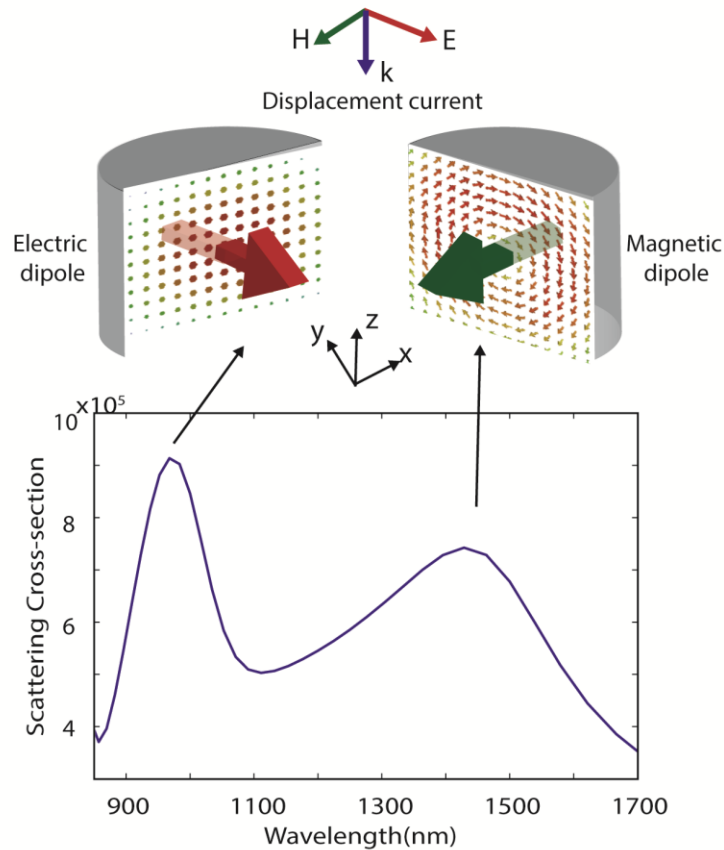 H
E
k
Displacement current
Electric
dipole
Magnetic
dipole
y
z
x
×10⁵
10
8
6
4
Scattering Cross-section
900 1100 1300 1500 1700
Wavelength(nm)